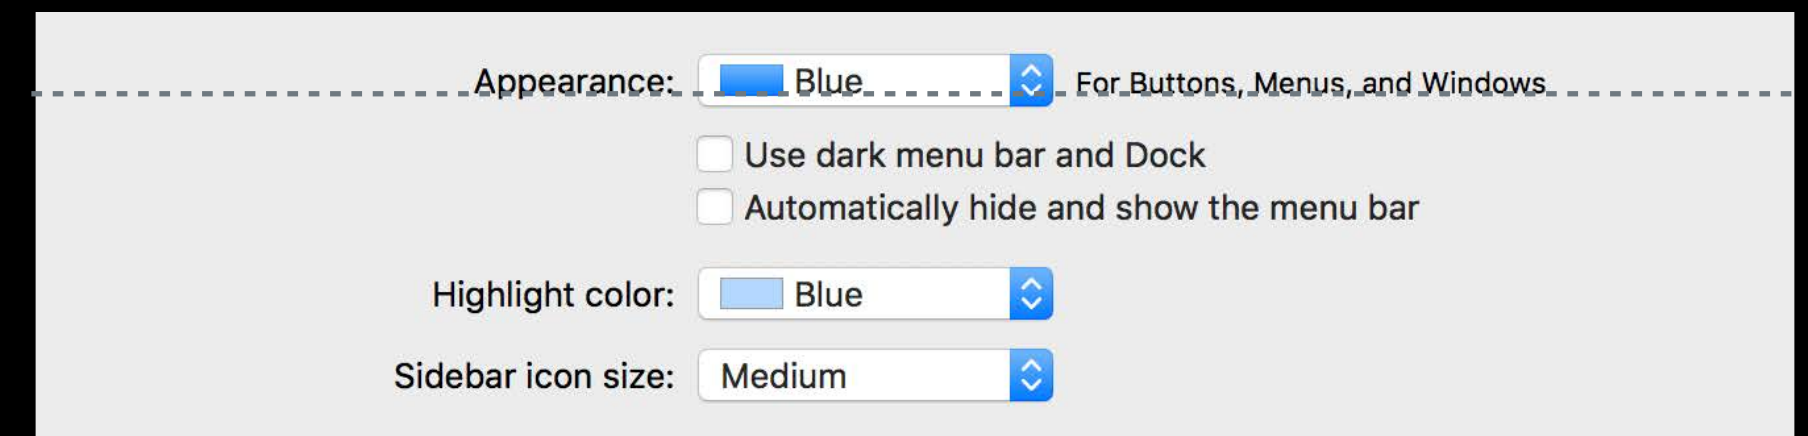 Appearance: Blue For Buttons, Menus, and Windows
Use dark menu bar and Dock
Automatically hide and show the menu bar
Highlight color: Blue
Sidebar icon size: Medium